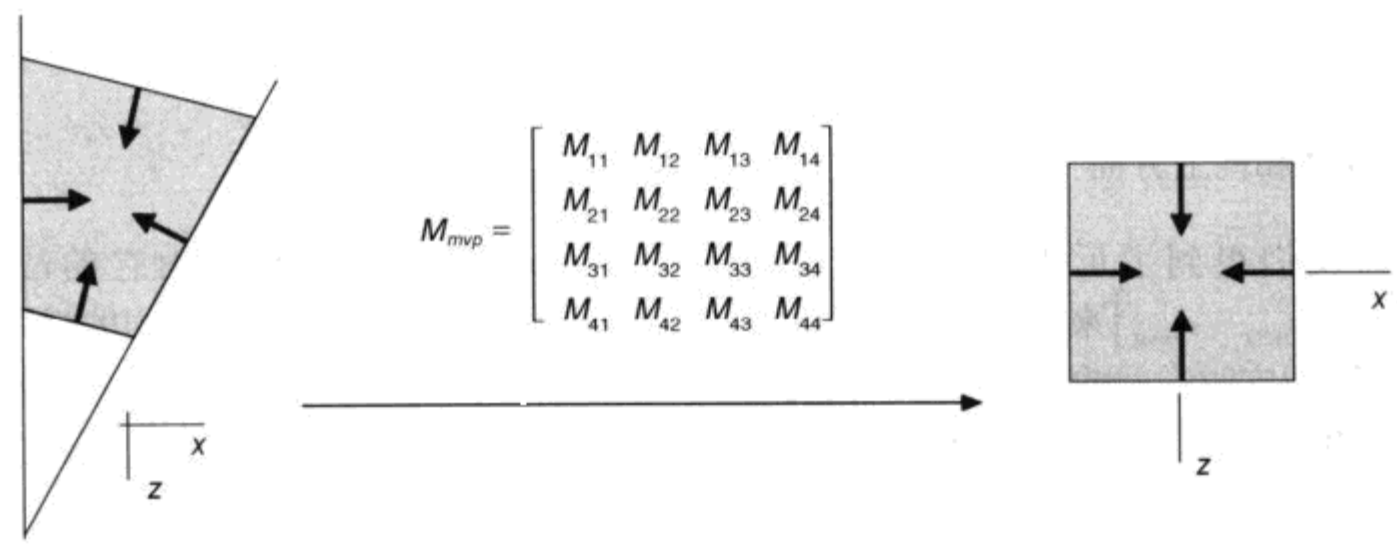 M₁₁ M₁₂ M₁₃ M₁₄
M₂₁ M₂₂ M₂₃ M₂₄
M_mvp =
M₃₁ M₃₂ M₃₃ M₃₄
M₄₁ M₄₂ M₄₃ M₄₄
x
z
x
z